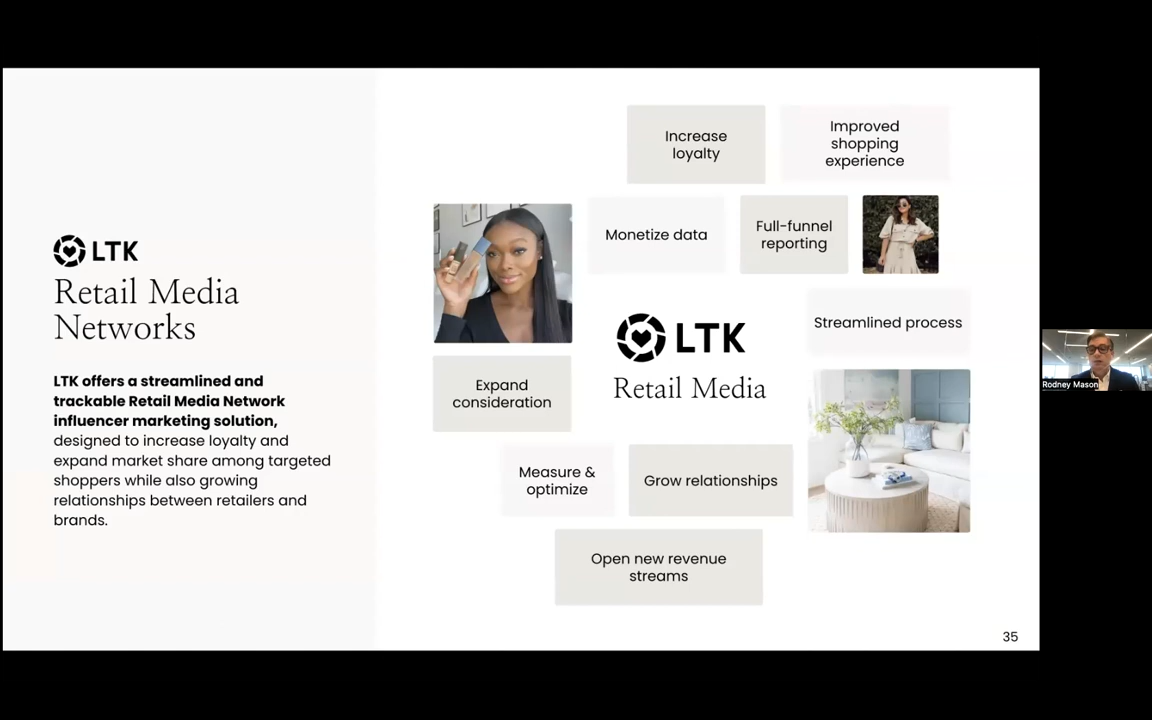 LTK
Retail Media
Networks
LTK offers a streamlined and
trackable Retail Media Network
influencer marketing solution,
designed to increase loyalty and
expand market share among targeted
shoppers while also growing
relationships between retailers and
brands.
Increase
loyalty
Improved
shopping
experience
Monetize data
Full-funnel
reporting
Streamlined process
LTK
Retail Media
Expand
consideration
Measure &
optimize
Grow relationships
Open new revenue
streams
35
Rodney Mason